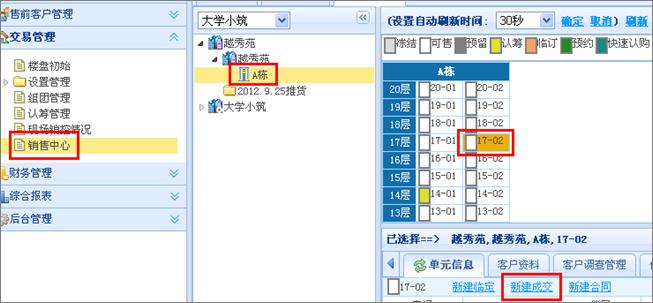 售前客户管理
交易管理
楼盘初始
设置管理
组团管理
认筹管理
现场销控情况
销售中心
财务管理
综合报表
后台管理
大学小筑
越秀苑
越秀苑
A栋
2012.9.25推货
大学小筑
(设置自动刷新时间: 30秒 确定 取消) 刷新
冻结 可售 预留 认筹 临订 预约 快速认购
A栋
20层 20-01 20-02
19层 19-01 19-02
18层 18-01 18-02
17层 17-01 17-02
16层 16-01 16-02
15层 15-01 15-02
14层 14-01 14-02
13层 13-01 13-02
已选择==> 越秀苑,越秀苑,A栋,17-02
单元信息 客户资料 客户调查管理
17-02 新建临定 新建成交 新建合同